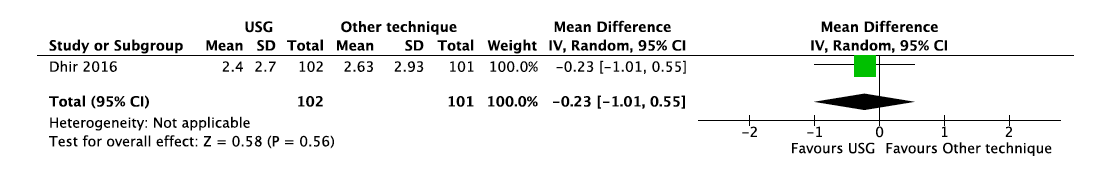 USG Other technique Mean Difference Mean Difference
Study or Subgroup Mean SD Total Mean SD Total Weight IV, Random, 95% CI IV, Random, 95% CI
Dhir 2016 2.4 2.7 102 2.63 2.93 101 100.0% −0.23 [−1.01, 0.55]
Total (95% CI) 102 101 100.0% −0.23 [−1.01, 0.55]
Heterogeneity: Not applicable
Test for overall effect: Z = 0.58 (P = 0.56)
−2 −1 0 1 2
Favours USG Favours Other technique